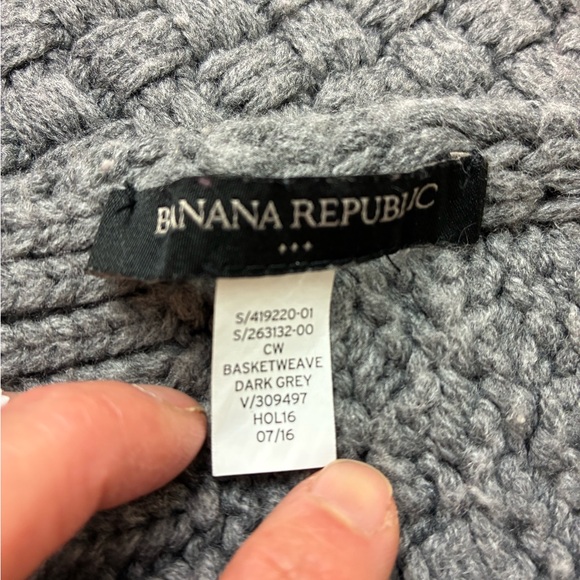 BANANA REPUBLIC
S/419220-01
S/263132-00
CW
BASKETWEAVE
DARK GREY
V/309497
HOL16
07/16